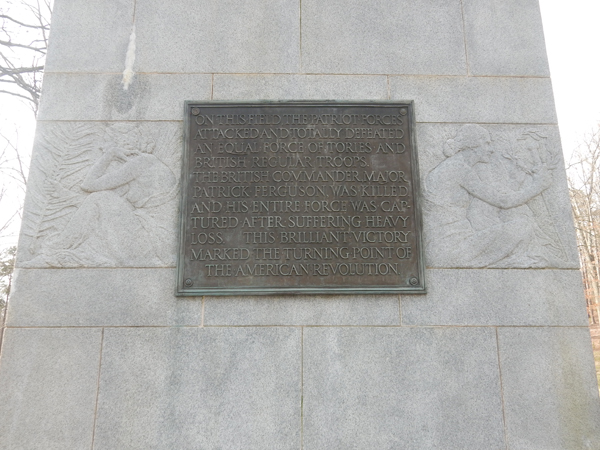 ON THIS FIELD THE PATRIOT FORCE
ATTACKED AND TOTALLY DEFEATED
AN EQUAL FORCE OF TORIES AND
BRITISH REGULAR TROOPS.
THE BRITISH COMMANDER MAJOR
PATRICK FERGUSON WAS KILLED
AND HIS ENTIRE FORCE WAS CAP-
TURED AFTER SUFFERING HEAVY
LOSS. THIS BRILLIANT VICTORY
MARKED THE TURNING POINT OF
THE AMERICAN REVOLUTION